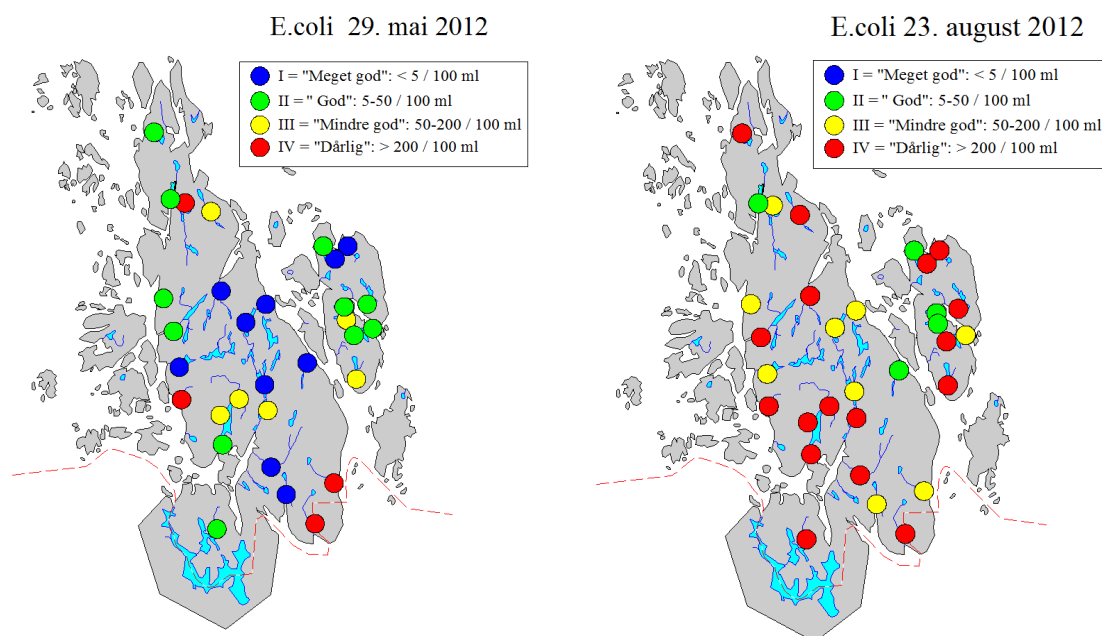 E.coli 29. mai 2012
I = "Meget god": < 5 / 100 ml
II = " God": 5-50 / 100 ml
III = "Mindre god": 50-200 / 100 ml
IV = "Dårlig": > 200 / 100 ml
E.coli 23. august 2012
I = "Meget god": < 5 / 100 ml
II = " God": 5-50 / 100 ml
III = "Mindre god": 50-200 / 100 ml
IV = "Dårlig": > 200 / 100 ml